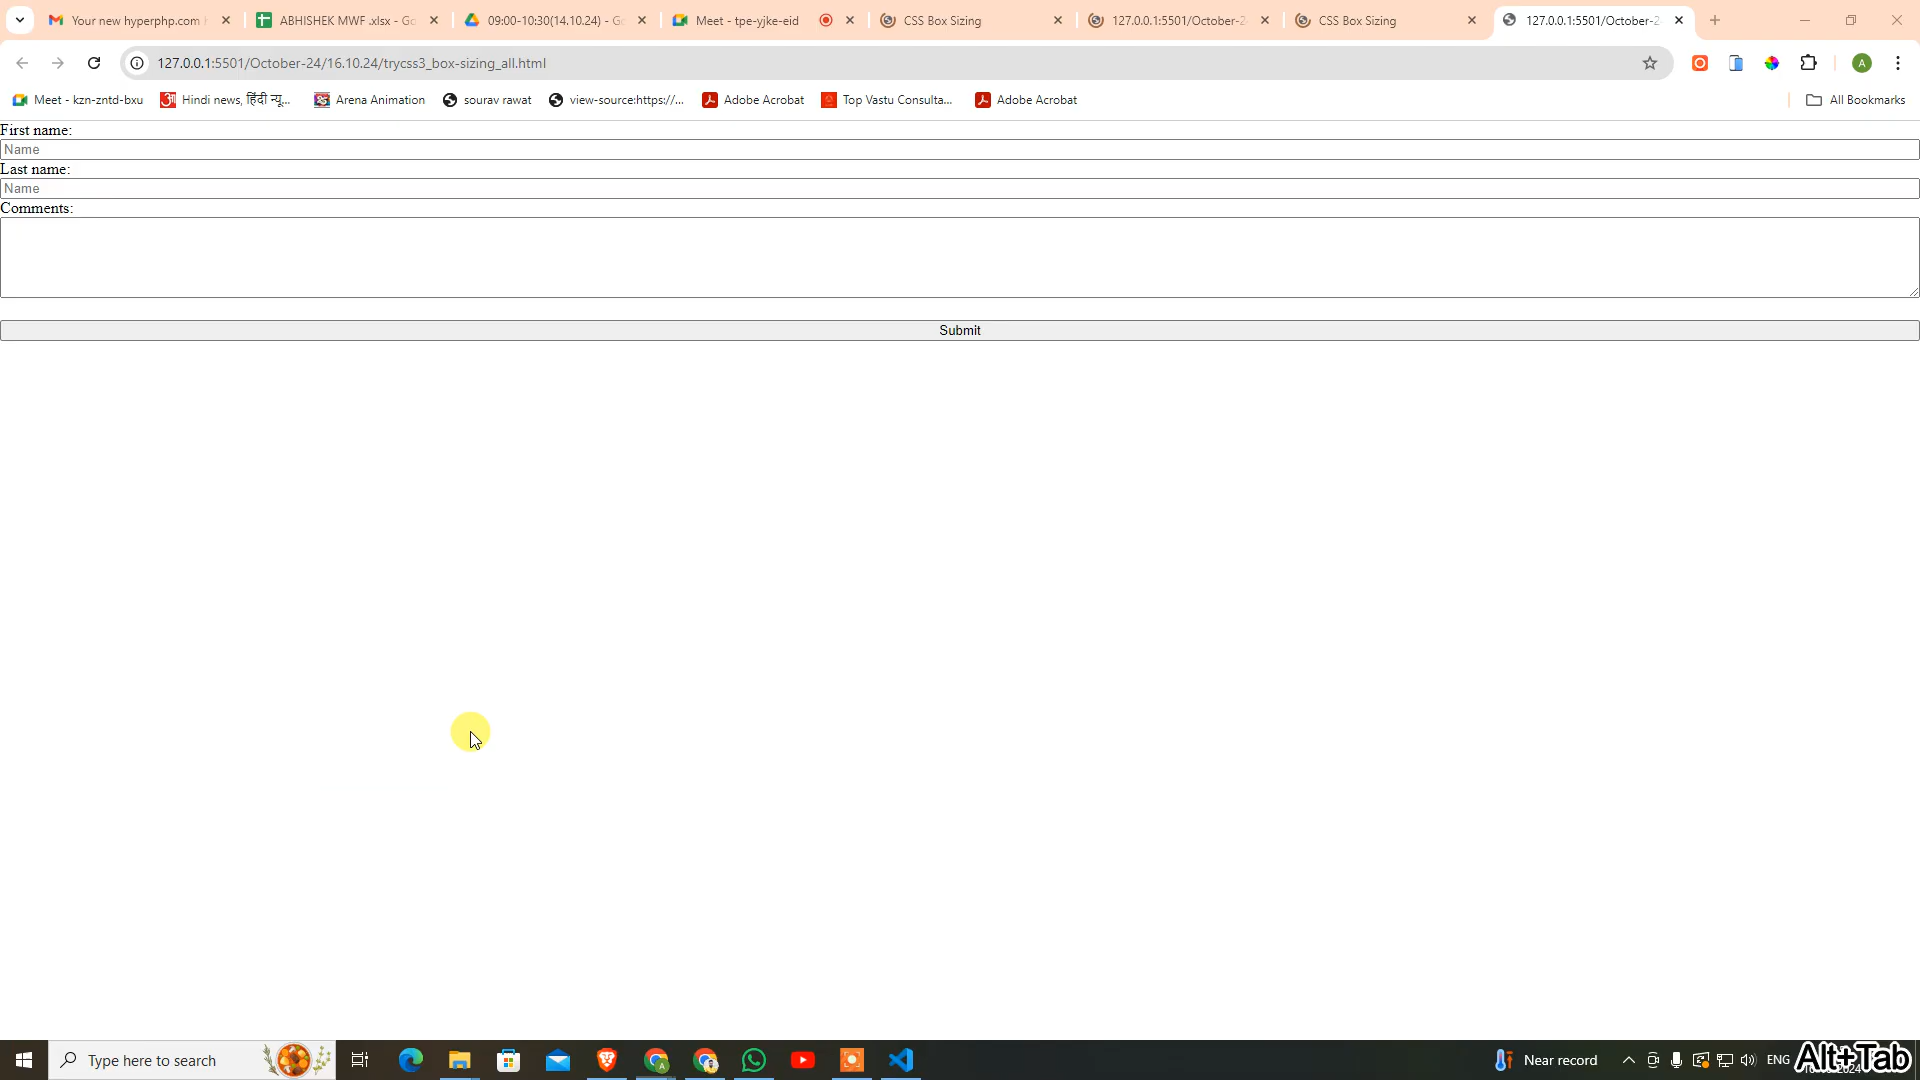 Your new hyperphp.com
ABHISHEK MWF .xlsx - Go
09:00-10:30(14.10.24) - Go
Meet - tpe-yjke-eid
CSS Box Sizing
127.0.0.1:5501/October-2
CSS Box Sizing
127.0.0.1:5501/October-2
127.0.0.1:5501/October-24/16.10.24/trycss3_box-sizing_all.html
A
Meet - kzn-zntd-bxu
Hindi news, हिंदी न्यू...
Arena Animation
sourav rawat
view-source:https://...
Adobe Acrobat
Top Vastu Consulta...
Adobe Acrobat
All Bookmarks
First name:
Name
Last name:
Name
Comments:
Submit
Type here to search
Near record
ENG
Alt+Tab